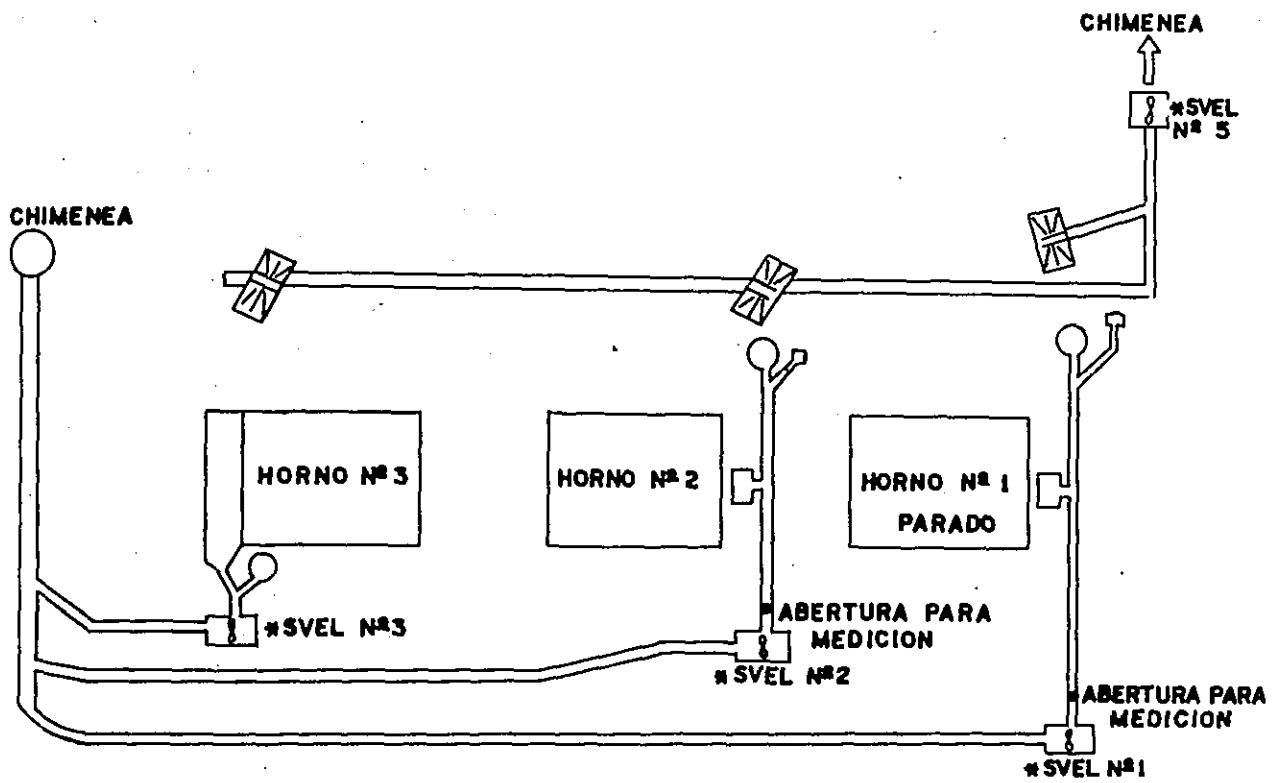 CHIMENEA
*SVEL
Nº 5
CHIMENEA
HORNO Nº 3
HORNO Nº 2
HORNO Nº 1
PARADO
*SVEL Nº3
ABERTURA PARA
MEDICION
*SVEL Nº2
ABERTURA PARA
MEDICION
*SVEL Nº1